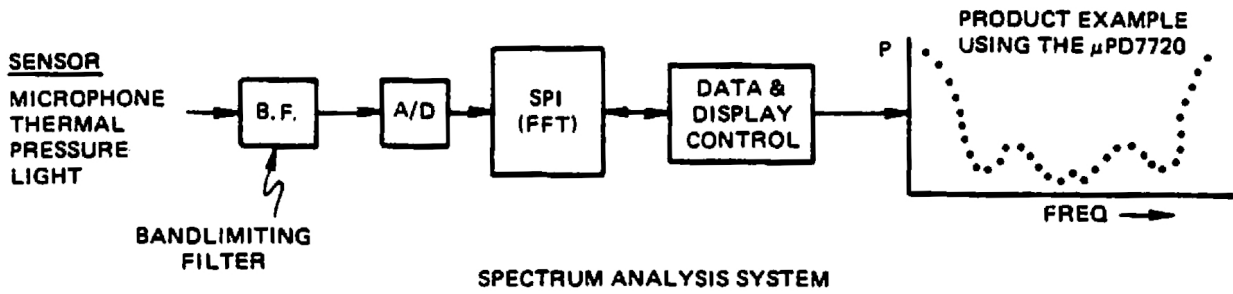 SENSOR
MICROPHONE
THERMAL
PRESSURE
LIGHT
B.F.
BANDLIMITING
FILTER
A/D
SPI
(FFT)
DATA &
DISPLAY
CONTROL
PRODUCT EXAMPLE
USING THE µPD7720
P
FREQ
SPECTRUM ANALYSIS SYSTEM